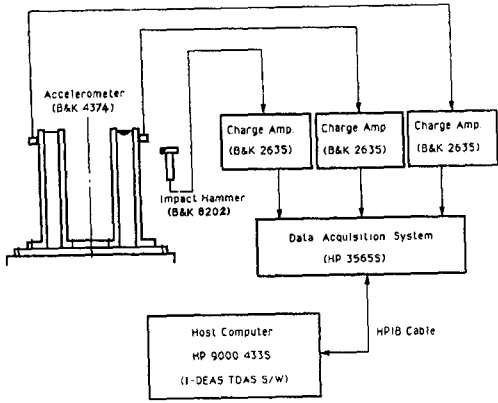 Accelerometer
(B&K 4374)
Charge Amp.
(B&K 2635)
Charge Amp
(B&K 2635)
Charge Amp.
(B&K 2635)
Impact Hammer
(B&K 8202)
Data Acquisition System
(HP 3565S)
HPIB Cable
Host Computer
HP 9000 433S
(I-DEAS TDAS S/W)